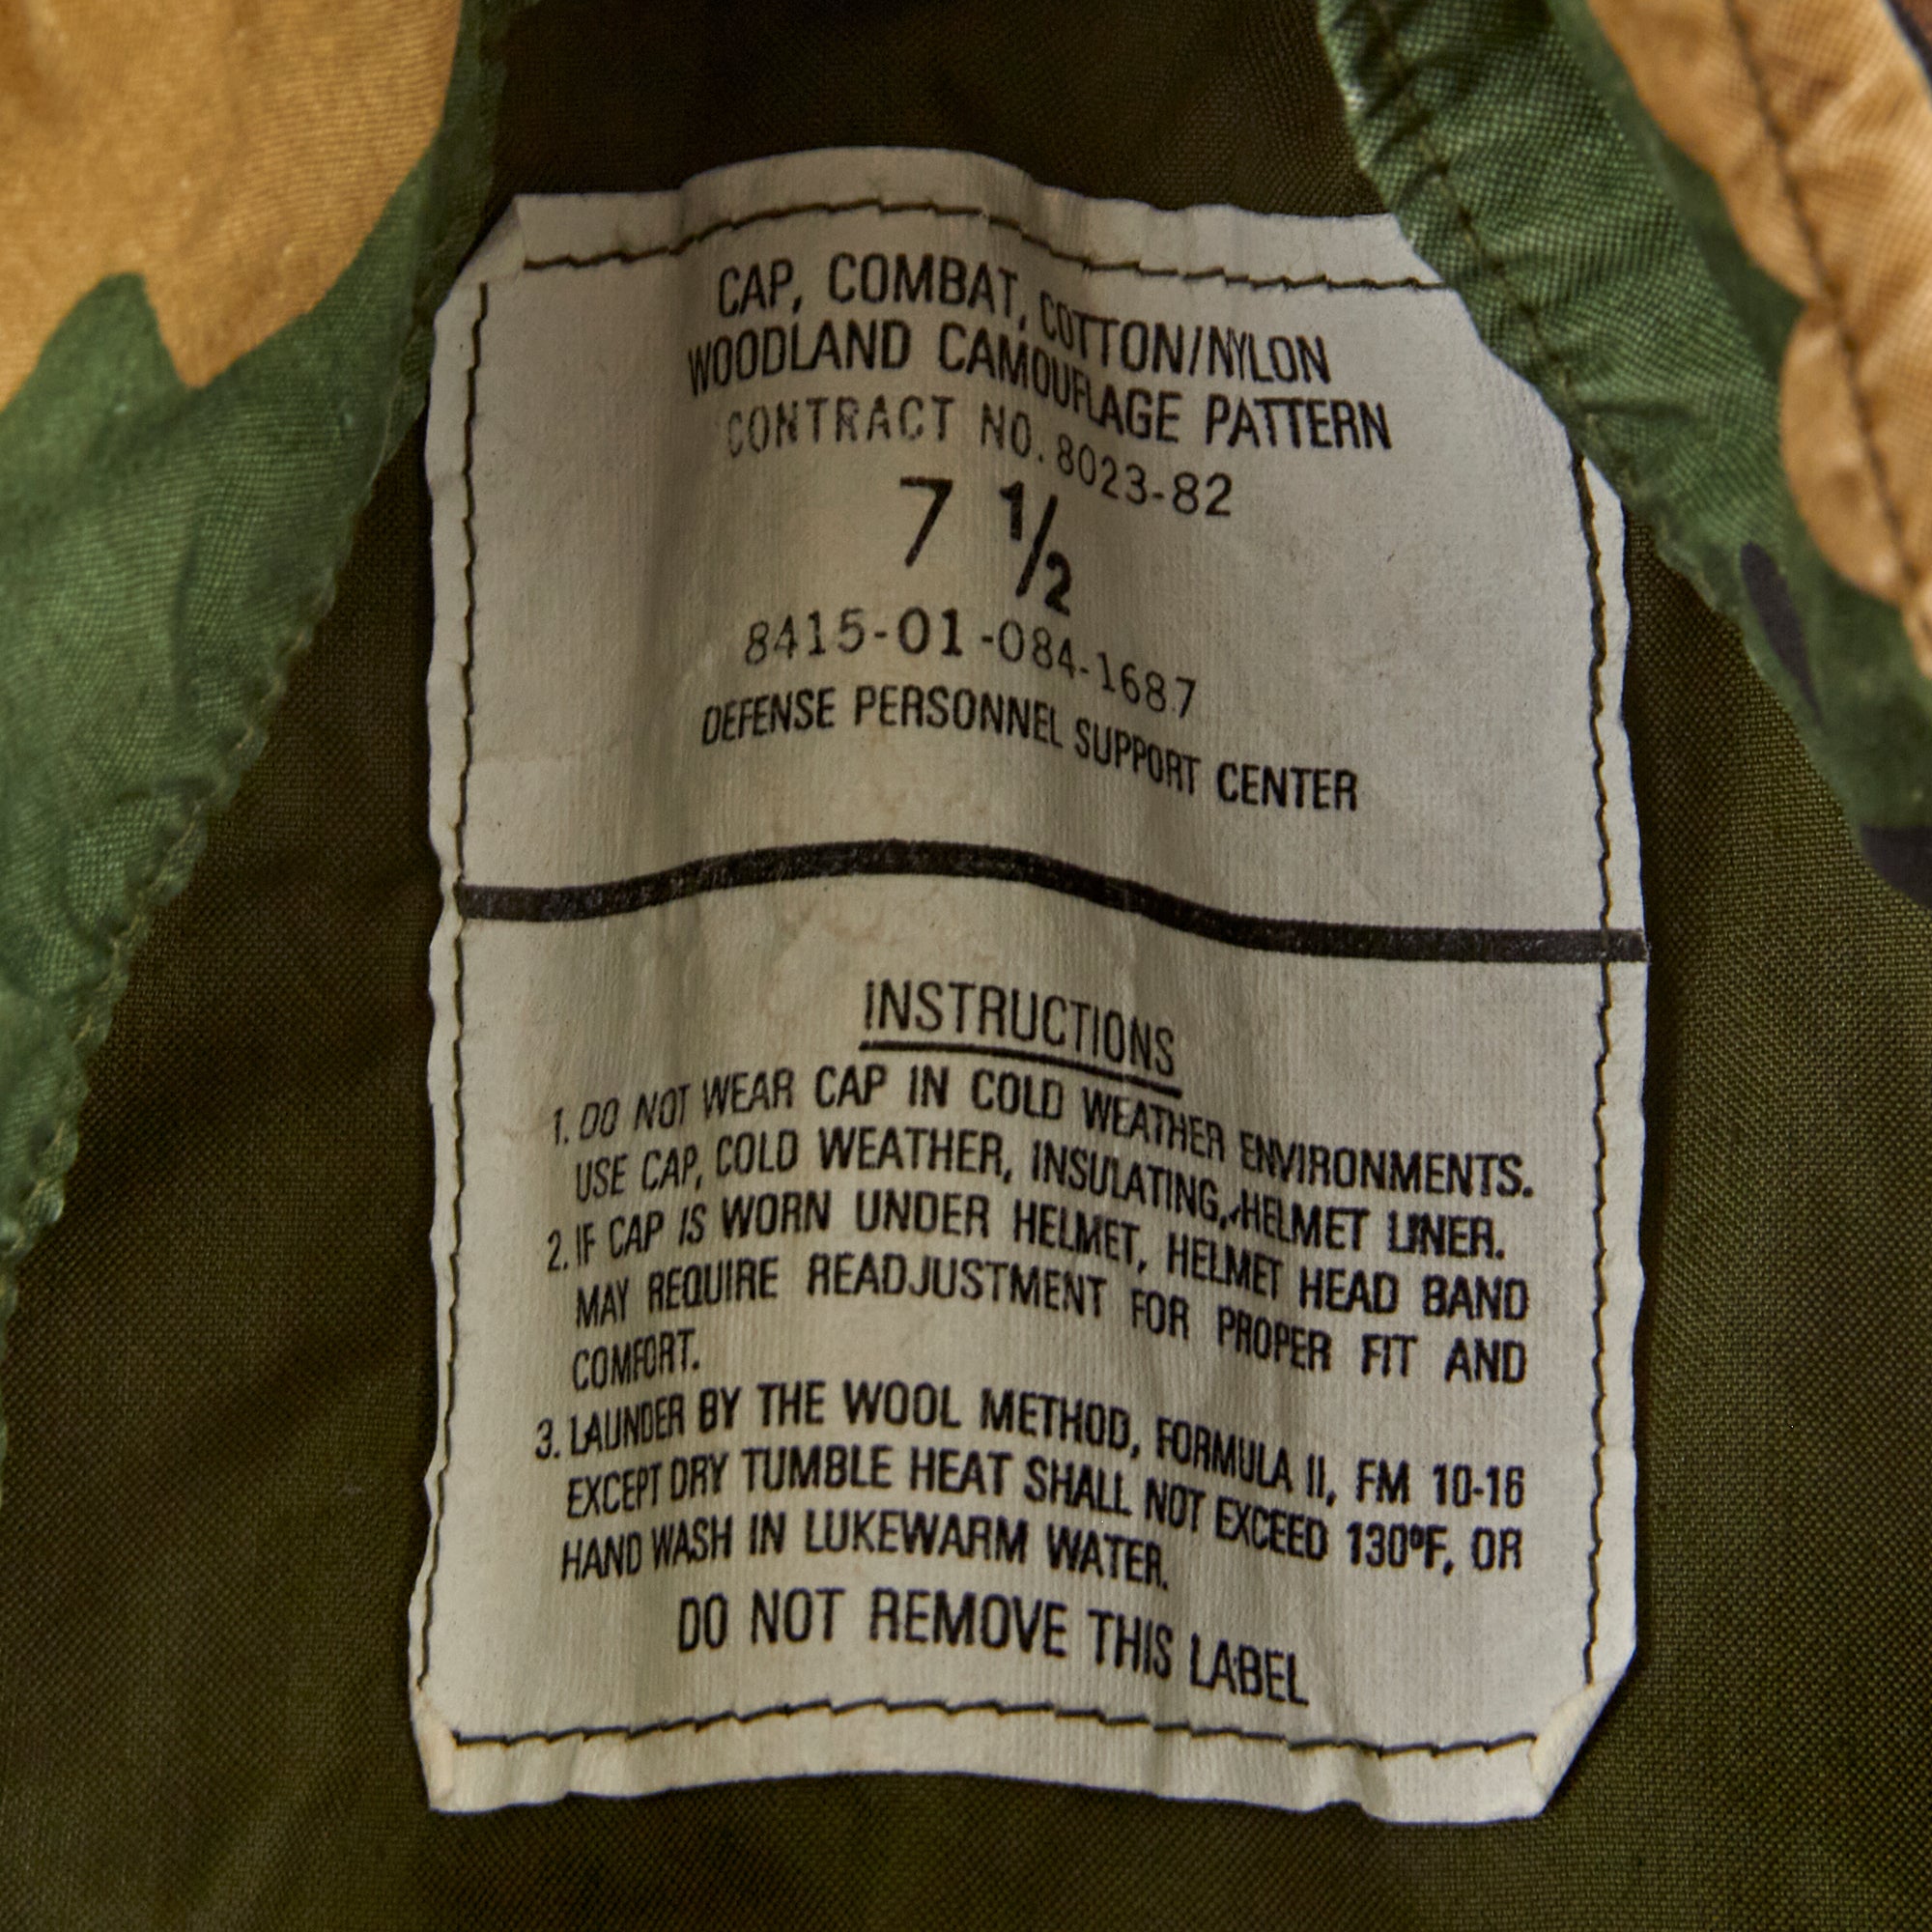 CAP, COMBAT, COTTON/NYLON
WOODLAND CAMOUFLAGE PATTERN
CONTRACT NO. 8023-82
7 1/2
8415-01-084-1687
DEFENSE PERSONNEL SUPPORT CENTER
INSTRUCTIONS
1. DO NOT WEAR CAP IN COLD WEATHER ENVIRONMENTS.
USE CAP, COLD WEATHER, INSULATING, HELMET LINER.
2. IF CAP IS WORN UNDER HELMET, HELMET HEAD BAND
MAY REQUIRE READJUSTMENT FOR PROPER FIT AND
COMFORT.
3. LAUNDER BY THE WOOL METHOD, FORMULA II, FM 10-16
EXCEPT DRY TUMBLE HEAT SHALL NOT EXCEED 130ºF, OR
HAND WASH IN LUKEWARM WATER.
DO NOT REMOVE THIS LABEL